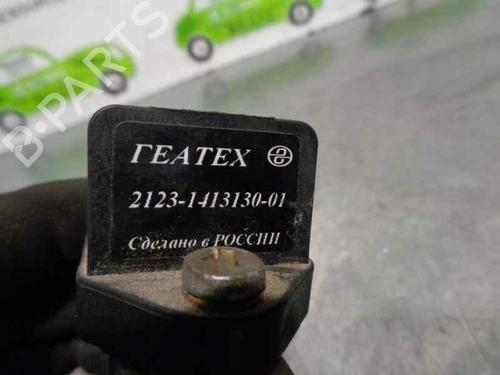 ГЕАТЕХ
2123-1413130-01
Сделано в РОССИИ
B-PARTS